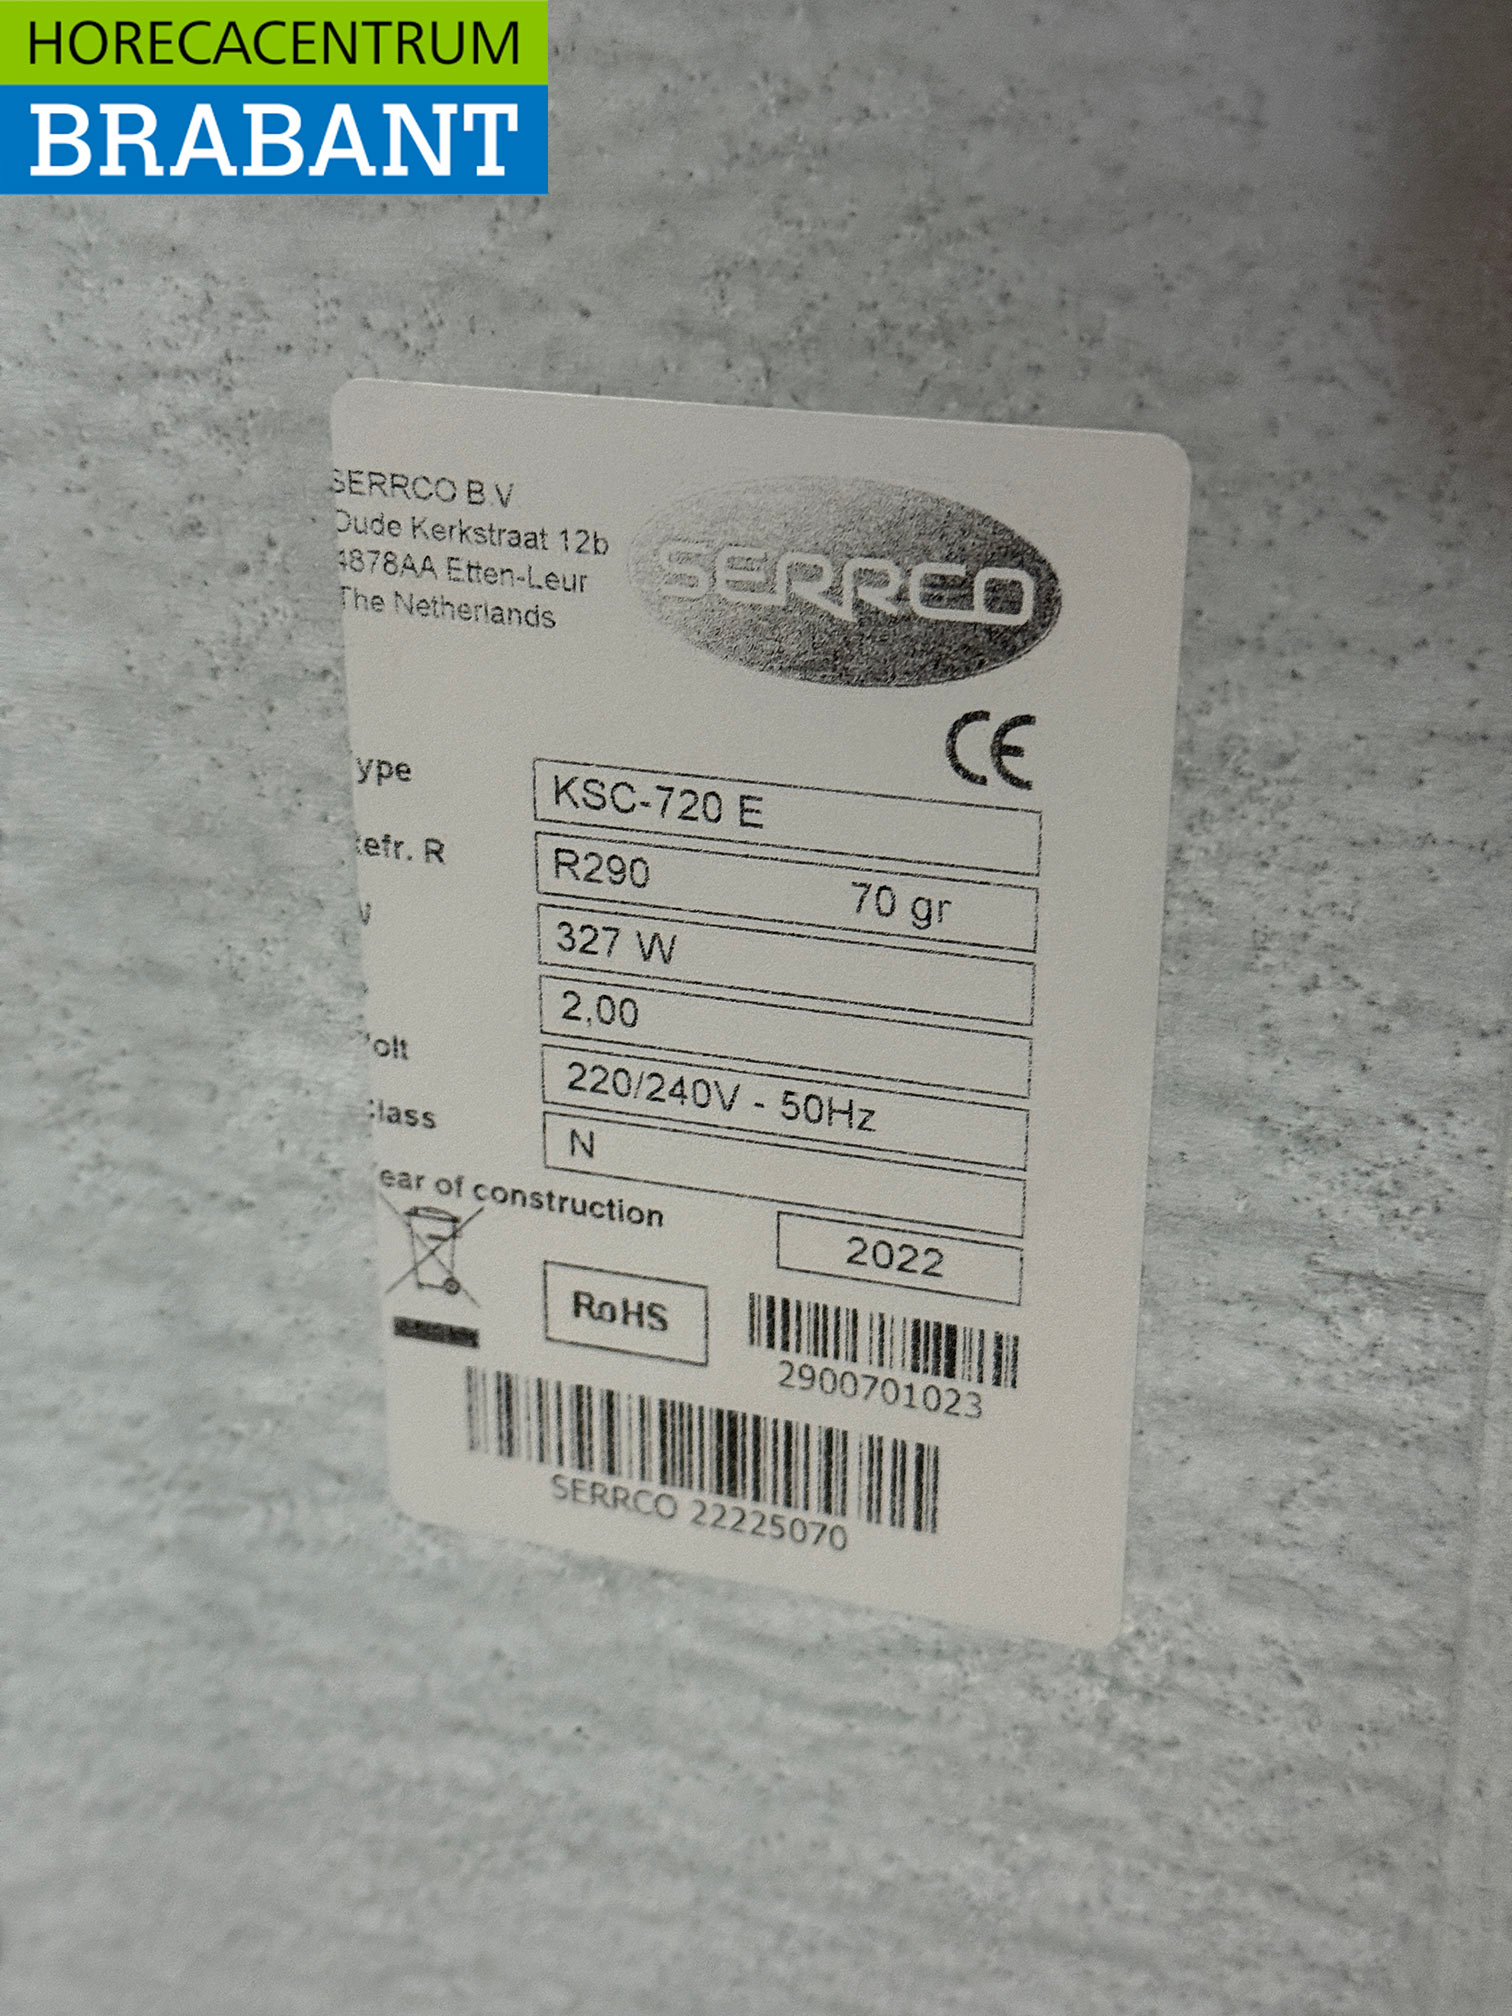 HORECACENTRUM
BRABANT
SERRCO B.V.
Oude Kerkstraat 12b
4878AA Etten-Leur
The Netherlands
SERRCO
CE
ype KSC-720 E
efr. R R290 70 gr
327 W
2,00
olt 220/240V - 50Hz
lass N
ear of construction 2022
RoHS
2900701023
SERRCO 22225070